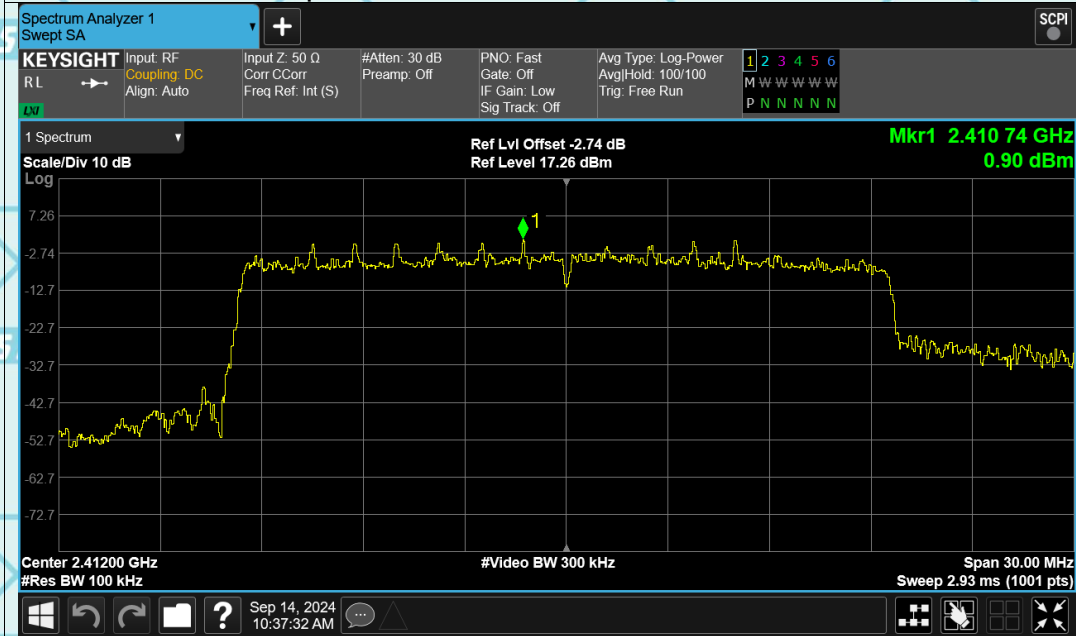 Spectrum Analyzer 1
Swept SA
+
SCPI
KEYSIGHT
R L
LXI
Input: RF
Coupling: DC
Align: Auto
Input Z: 50 Ω
Corr CCorr
Freq Ref: Int (S)
#Atten: 30 dB
Preamp: Off
PNO: Fast
Gate: Off
IF Gain: Low
Sig Track: Off
Avg Type: Log-Power
Avg|Hold: 100/100
Trig: Free Run
1 2 3 4 5 6
M W W W W W
P N N N N N
1 Spectrum
Scale/Div 10 dB
Log
Ref Lvl Offset -2.74 dB
Ref Level 17.26 dBm
Mkr1 2.410 74 GHz
0.90 dBm
1
7.26
-2.74
-12.7
-22.7
-32.7
-42.7
-52.7
-62.7
-72.7
Center 2.41200 GHz
#Res BW 100 kHz
#Video BW 300 kHz
Span 30.00 MHz
Sweep 2.93 ms (1001 pts)
?
Sep 14, 2024
10:37:32 AM